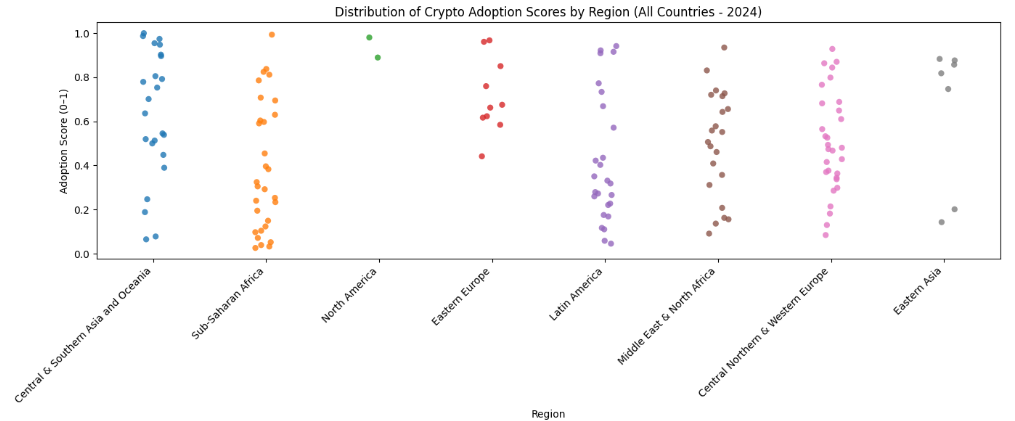 Distribution of Crypto Adoption Scores by Region (All Countries - 2024)
Adoption Score (0–1)
1.0
0.8
0.6
0.4
0.2
0.0
Central & Southern Asia and Oceania
Sub-Saharan Africa
North America
Eastern Europe
Latin America
Middle East & North Africa
Central Northern & Western Europe
Eastern Asia
Region